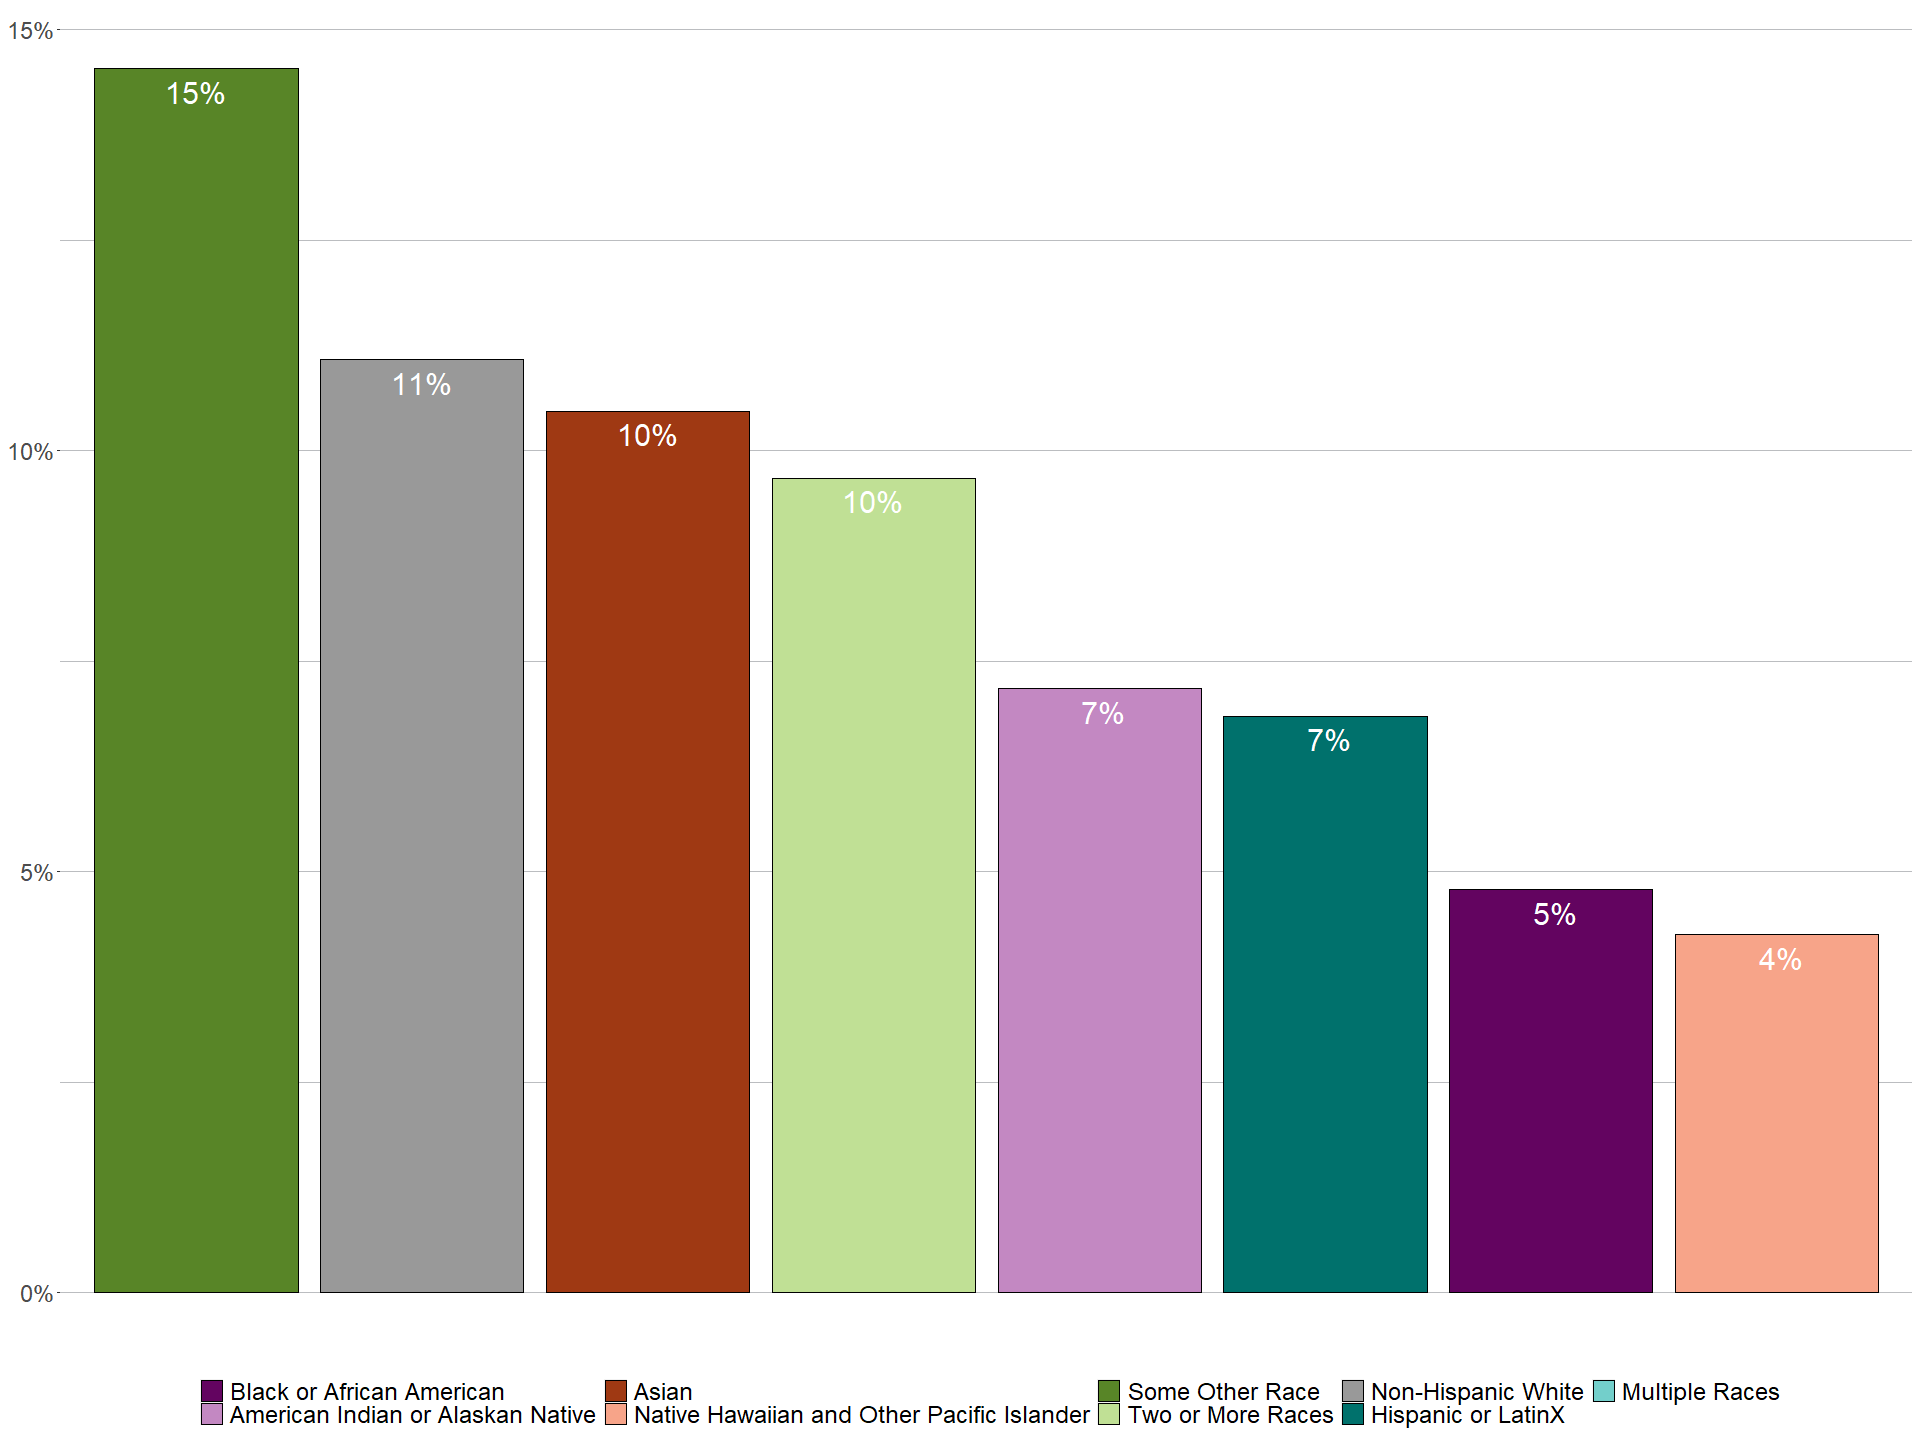 15%
15%
11%
10%
10%
10%
7%
7%
5%
5%
4%
0%
Black or African American
Asian
Some Other Race
Non-Hispanic White
Multiple Races
American Indian or Alaskan Native
Native Hawaiian and Other Pacific Islander
Two or More Races
Hispanic or LatinX